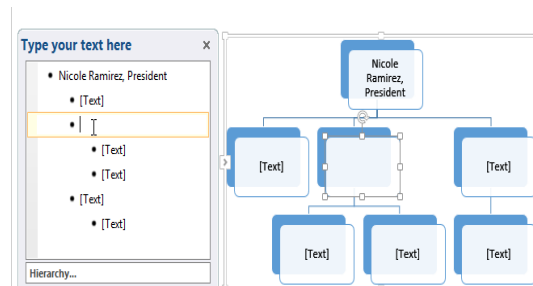 Type your text here
Nicole Ramirez, President
[Text]
[Text]
[Text]
[Text]
[Text]
Hierarchy...
Nicole
Ramirez,
President
[Text]
[Text]
[Text]
[Text]
[Text]